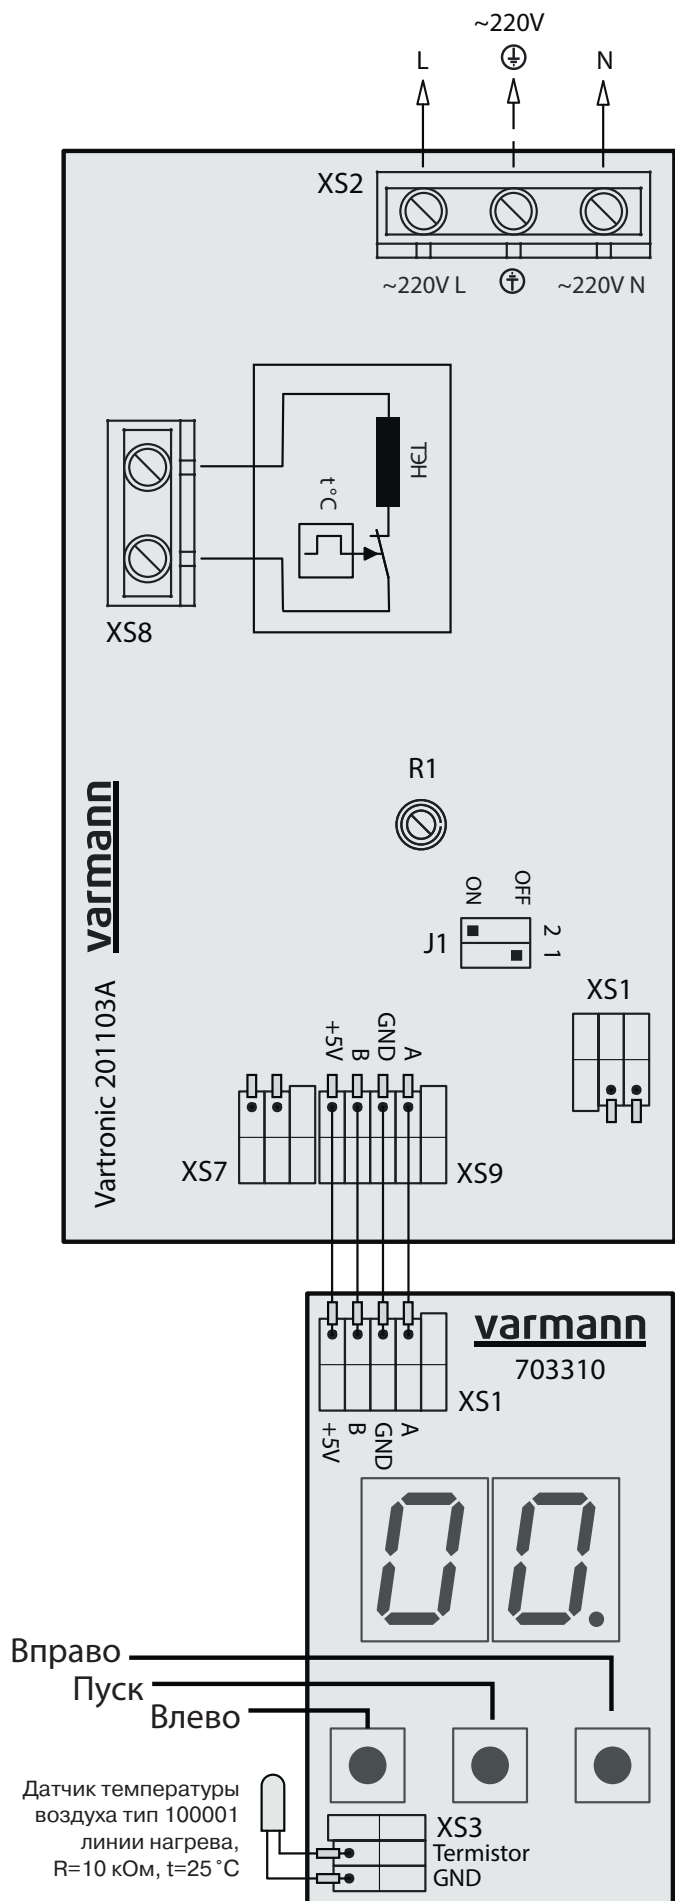 ~220V
L
N
XS2
~220V L
~220V N
ТЭН
t°C
XS8
R1
ON
OFF
J1
2
1
XS1
varmann
Vartronic 201103A
+5V
B
GND
A
XS7
XS9
varmann
703310
XS1
+5V
B
GND
A
00.
Вправо
Пуск
Влево
Датчик температуры
воздуха тип 100001
линии нагрева,
R=10 кОм, t=25˚C
XS3
Termistor
GND